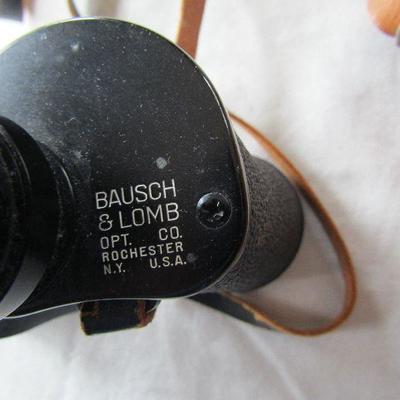 BAUSCH
& LOMB
OPT. CO.
ROCHESTER
N.Y. U.S.A.